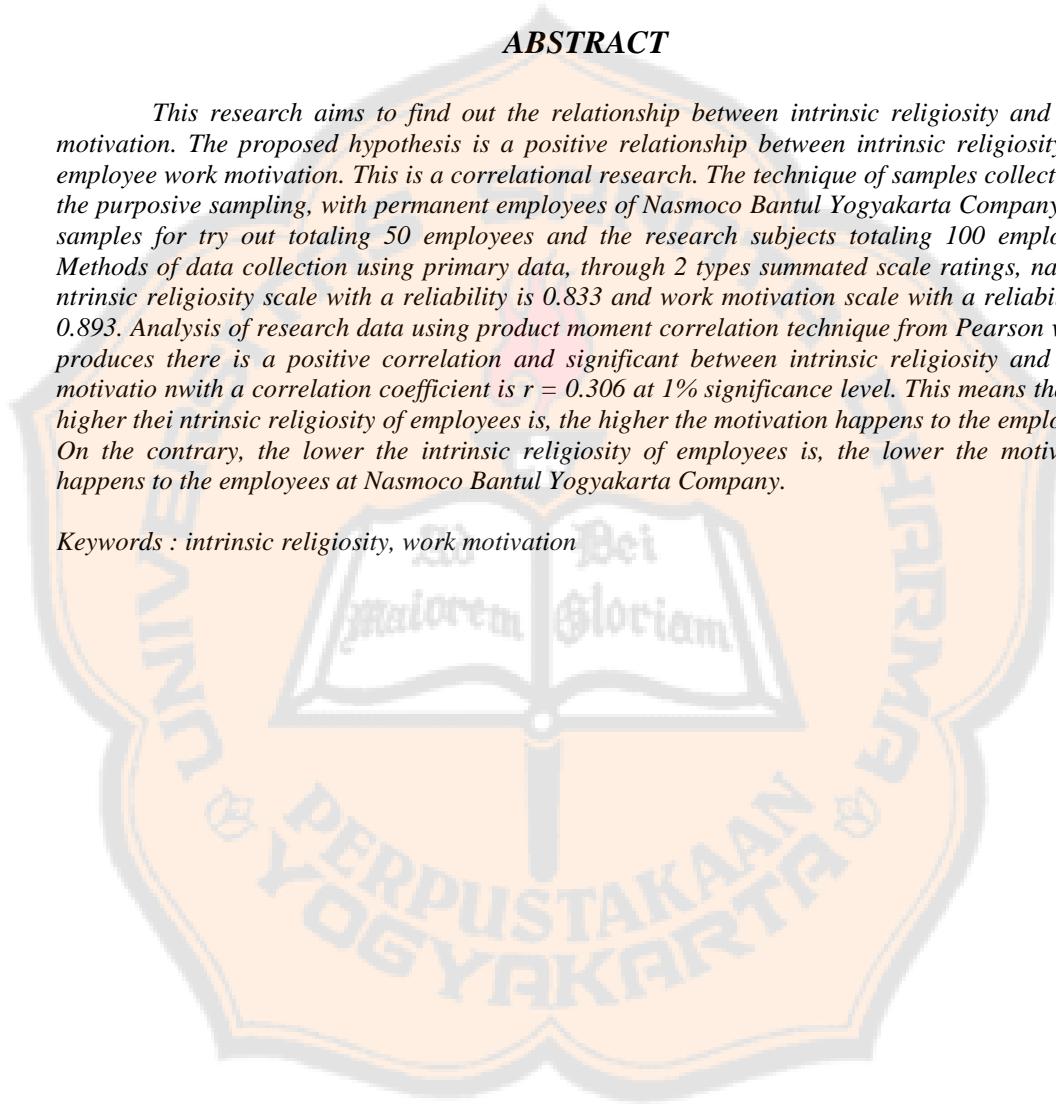 ABSTRACT
This research aims to find out the relationship between intrinsic religiosity and
motivation. The proposed hypothesis is a positive relationship between intrinsic religiosity
employee work motivation. This is a correlational research. The technique of samples collect
the purposive sampling, with permanent employees of Nasmoco Bantul Yogyakarta Company
samples for try out totaling 50 employees and the research subjects totaling 100 emplo
Methods of data collection using primary data, through 2 types summated scale ratings, na
ntrinsic religiosity scale with a reliability is 0.833 and work motivation scale with a reliabi
0.893. Analysis of research data using product moment correlation technique from Pearson
produces there is a positive correlation and significant between intrinsic religiosity and
motivatio nwith a correlation coefficient is r = 0.306 at 1% significance level. This means tha
higher thei ntrinsic religiosity of employees is, the higher the motivation happens to the emplo
On the contrary, the lower the intrinsic religiosity of employees is, the lower the motiv
happens to the employees at Nasmoco Bantul Yogyakarta Company.
Keywords : intrinsic religiosity, work motivation
UNIVERSITAS SANATA DHARMA
Ad Dei
Maiorem Gloriam
PERPUSTAKAAN
YOGYAKARTA